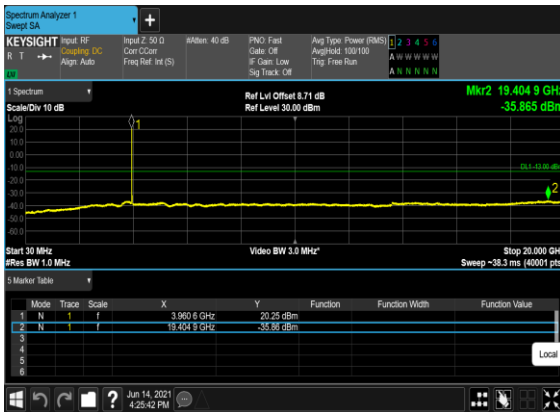 Spectrum Analyzer 1
Swept SA
KEYSIGHT Input: RF Input Z: 50 Ω #Atten: 40 dB PNO: Fast Avg Type: Power (RMS) 1 2 3 4 5 6
R T Coupling: DC Corr CCorr Gate: Off Avg|Hold: 100/100 A W W W W W
Align: Auto Freq Ref: Int (S) IF Gain: Low Trig: Free Run
Sig Track: Off A N N N N N
1 Spectrum
Ref Lvl Offset 8.71 dB Mkr2 19.404 9 GHz
Scale/Div 10 dB Ref Level 30.00 dBm -35.865 dBm
Log
1
20.0
10.0
0.00
-10.0
DL1 -13.00 dBm
-20.0
2
-30.0
-40.0
-50.0
-60.0
Start 30 MHz Video BW 3.0 MHz* Stop 20.000 GH
#Res BW 1.0 MHz Sweep ~38.3 ms (40001 pts
5 Marker Table
Mode Trace Scale X Y Function Function Width Function Value
1 N 1 f 3.960 6 GHz 20.25 dBm
2 N 1 f 19.404 9 GHz -35.86 dBm
3
4
5
6
Local
? Jun 14, 2021
4:25:42 PM